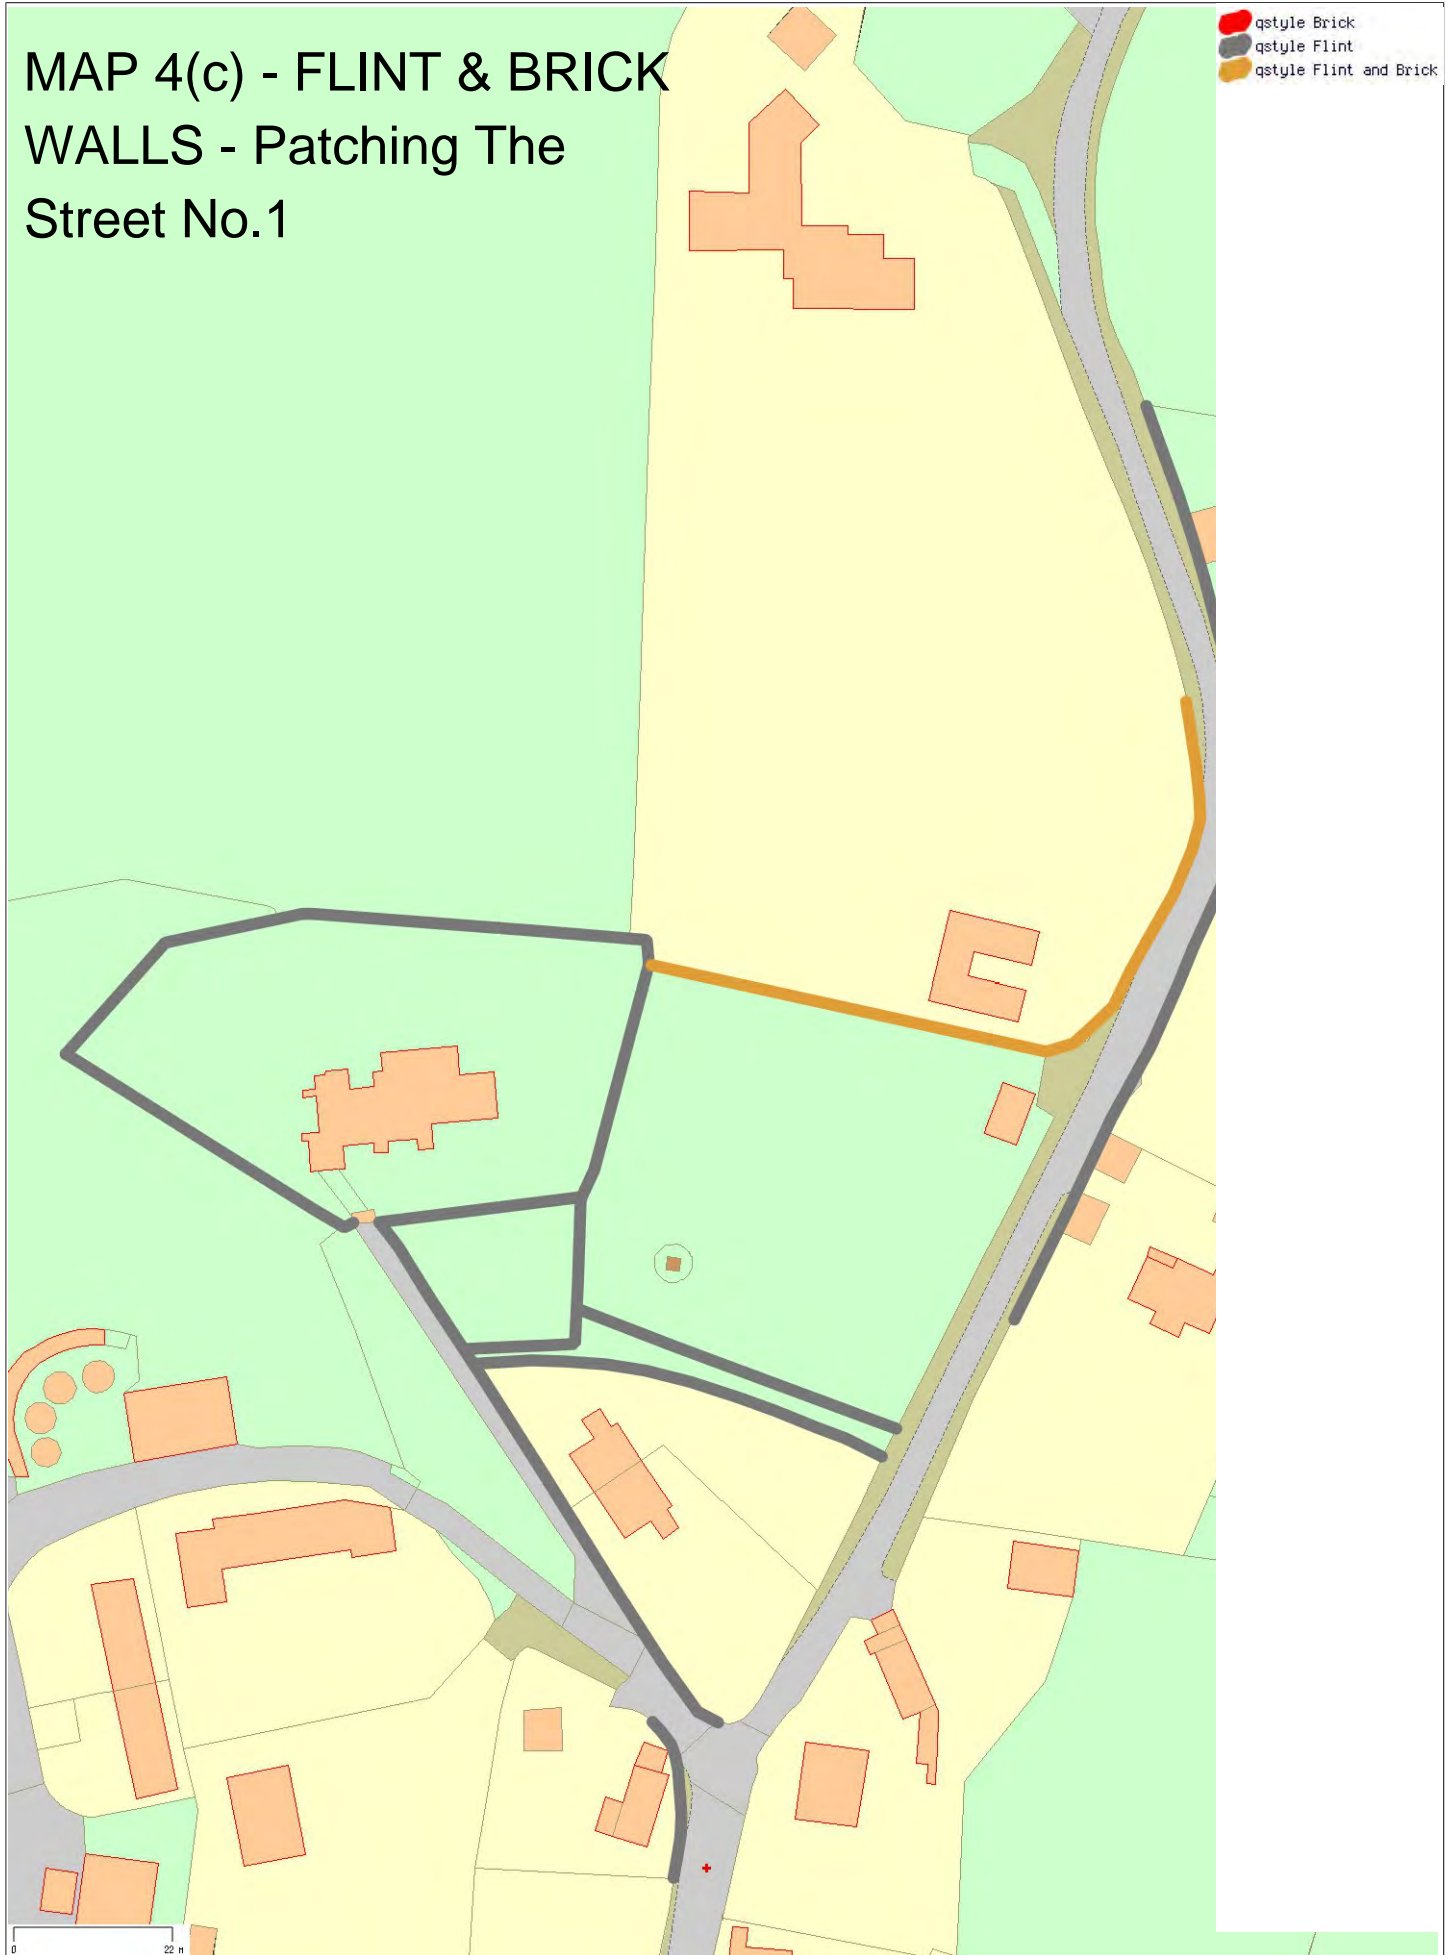 MAP 4(c) - FLINT & BRICK
WALLS - Patching The
Street No.1
qstyle Brick
qstyle Flint
qstyle Flint and Brick
0 22 M